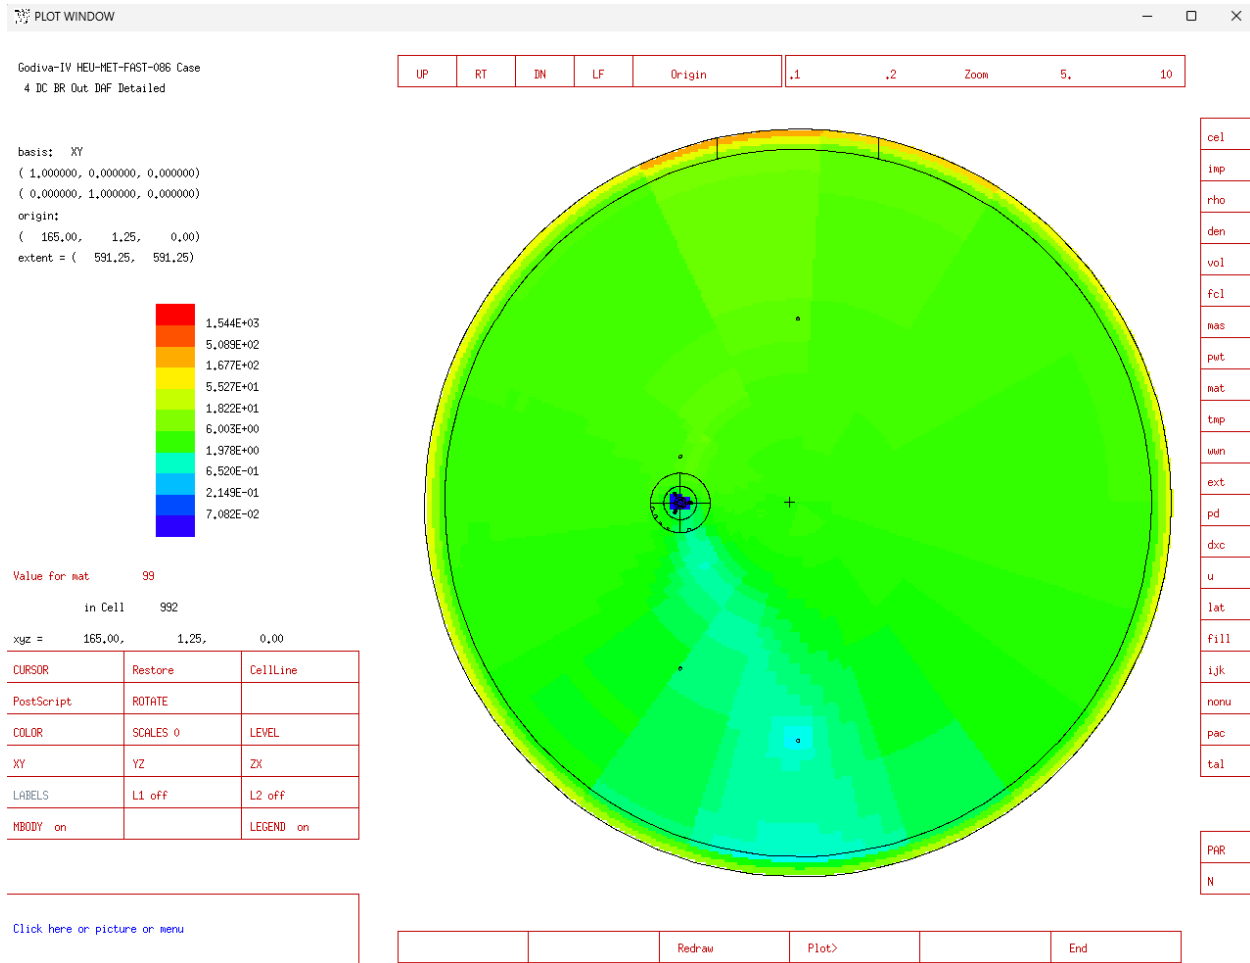 PLOT WINDOW
Godiva-IV HEU-MET-FAST-086 Case
4 DC BR Out DAF Detailed
UP RT DN LF Origin .1 .2 Zoom 5. 10
basis: XY
( 1.000000, 0.000000, 0.000000)
( 0.000000, 1.000000, 0.000000)
origin:
( 165.00, 1.25, 0.00)
extent = ( 591.25, 591.25)
1.544E+03
5.089E+02
1.677E+02
5.527E+01
1.822E+01
6.003E+00
1.978E+00
6.520E-01
2.149E-01
7.082E-02
Value for mat 99
in Cell 992
xyz = 165.00, 1.25, 0.00
CURSOR Restore CellLine
PostScript ROTATE
COLOR SCALES 0 LEVEL
XY YZ ZX
LABELS L1 off L2 off
MBODY on LEGEND on
Click here or picture or menu
cel
imp
rho
den
vol
fcl
mas
pwt
mat
tmp
wwn
ext
pd
dxc
u
lat
fill
ijk
nonu
pac
tal
PAR
N
Redraw Plot> End